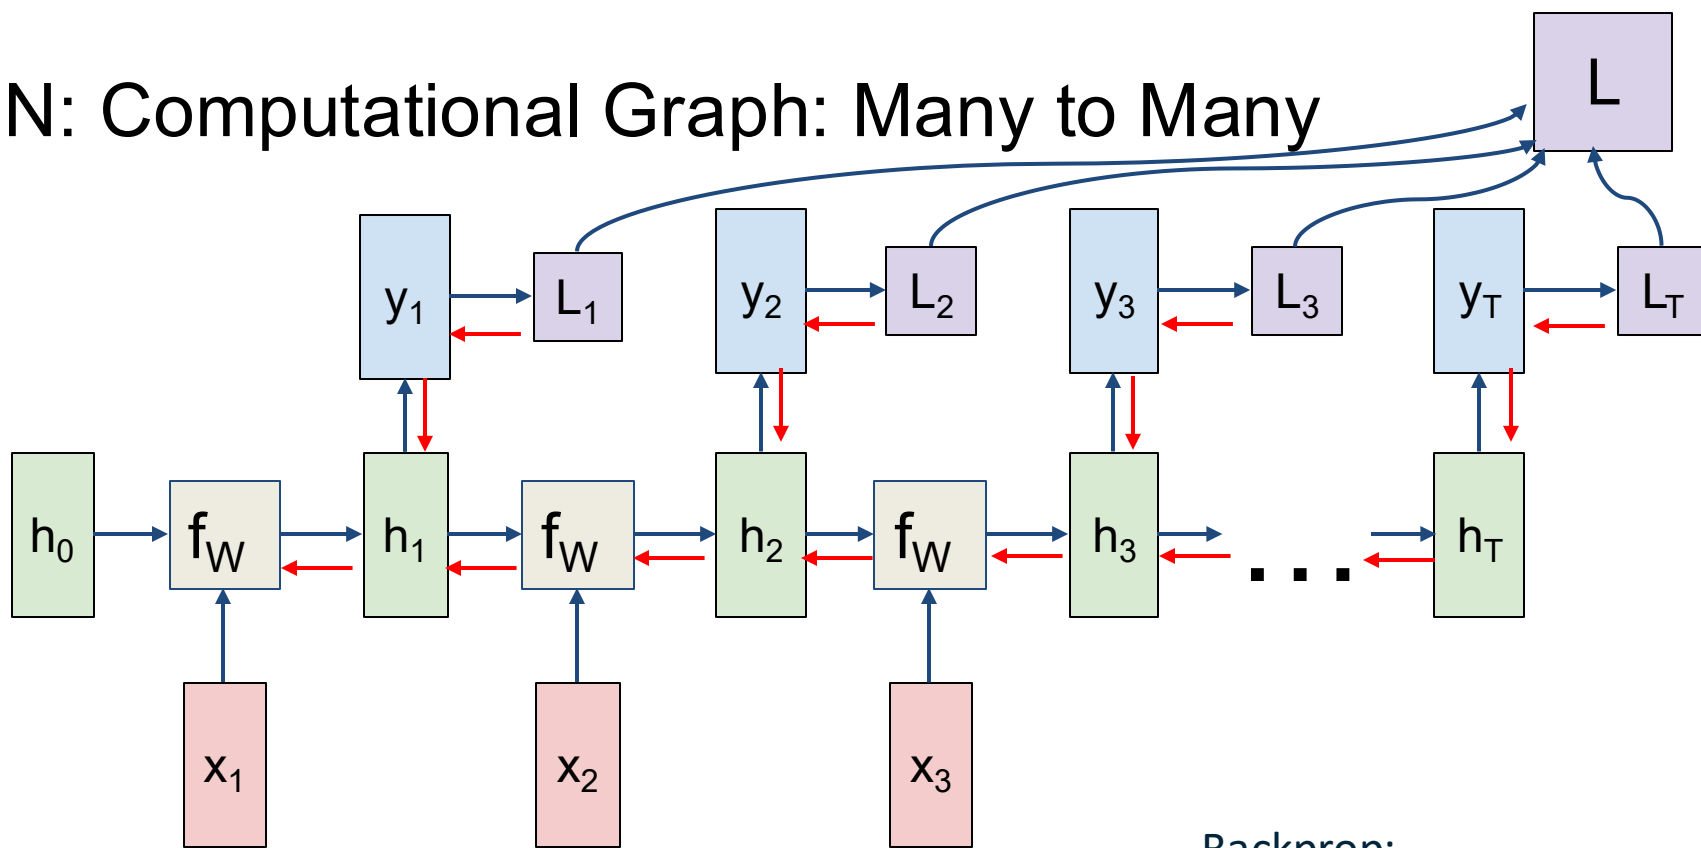 N: Computational Graph: Many to Many
L
y1
L1
y2
L2
y3
L3
yT
LT
h0
fW
h1
fW
h2
fW
h3
...
hT
x1
x2
x3
Backprop: